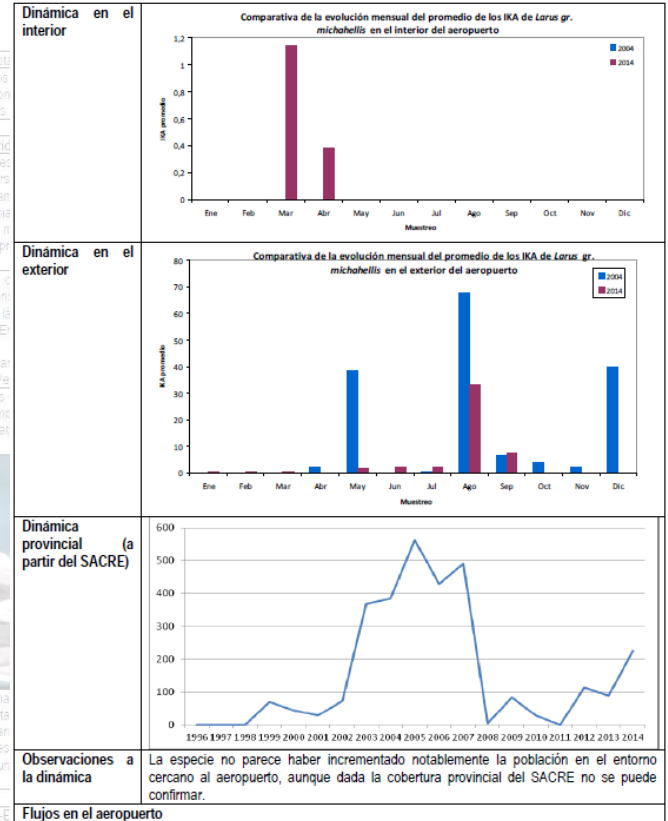 Dinámica en el
interior
Comparativa de la evolución mensual del promedio de los IKA de Larus gr.
michahellis en el interior del aeropuerto
1,2
1
0,8
0,6
0,4
0,2
0
IKA promedio
2004
2014
Ene Feb Mar Abr May Jun Jul Ago Sep Oct Nov Dic
Muestreo
Dinámica en el
exterior
Comparativa de la evolución mensual del promedio de los IKA de Larus gr.
michahellis en el exterior del aeropuerto
80
70
60
50
40
30
20
10
0
IKA promedio
2004
2014
Ene Feb Mar Abr May Jun Jul Ago Sep Oct Nov Dic
Muestreo
Dinámica
provincial (a
partir del SACRE)
600
500
400
300
200
100
0
1996 1997 1998 1999 2000 2001 2002 2003 2004 2005 2006 2007 2008 2009 2010 2011 2012 2013 2014
Observaciones a
la dinámica
La especie no parece haber incrementado notablemente la población en el entorno
cercano al aeropuerto, aunque dada la cobertura provincial del SACRE no se puede
confirmar.
Flujos en el aeropuerto